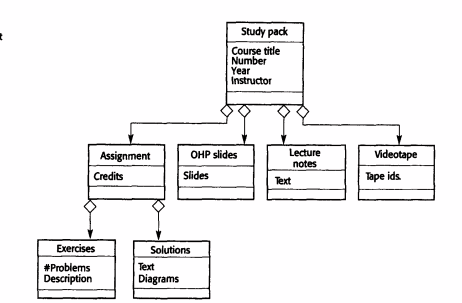 t
Study pack
Course title
Number
Year
Instructor
Assignment
Credits
OHP slides
Slides
Lecture
notes
Text
Videotape
Tape ids.
Exercises
#Problems
Description
Solutions
Text
Diagrams